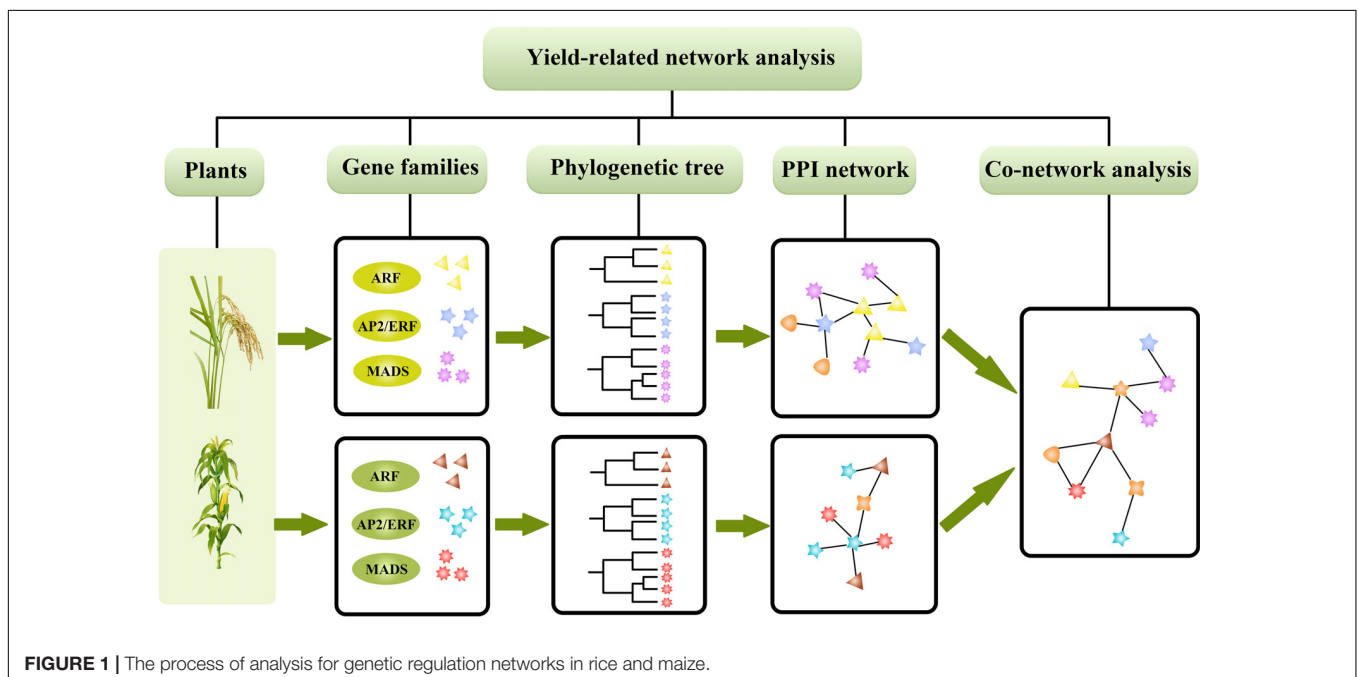 Yield-related network analysis
Plants
Gene families
Phylogenetic tree
PPI network
Co-network analysis
ARF
AP2/ERF
MADS
ARF
AP2/ERF
MADS
FIGURE 1 | The process of analysis for genetic regulation networks in rice and maize.